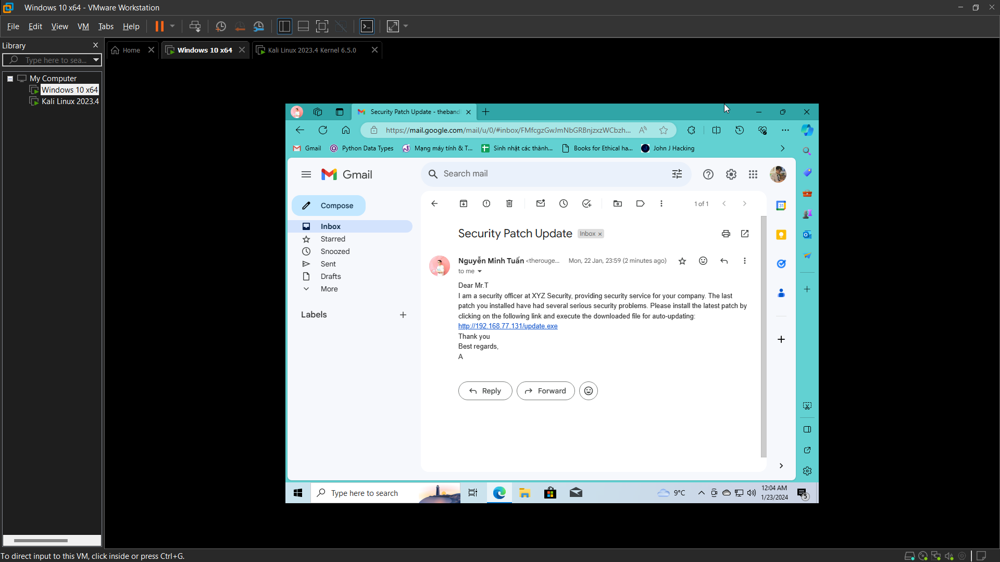 Windows 10 x64 - VMware Workstation
File Edit View VM Tabs Help
Library
Home
Windows 10 x64
Kali Linux 2023.4 Kernel 6.5.0
Type here to sea...
My Computer
Windows 10 x64
Kali Linux 2023.4
Security Patch Update - theband
https://mail.google.com/mail/u/0/#inbox/FMfcgzGwJmNbGRBnjzxzWCbzh...
Gmail
Python Data Types
Mạng máy tính & T...
Sinh nhật các thành...
Books for Ethical ha...
John J Hacking
Gmail
Search mail
Compose
1 of 1
31
Inbox
Starred
Snoozed
Sent
Drafts
More
Labels
Security Patch Update
Inbox
Nguyễn Minh Tuấn <therouge... Mon, 22 Jan, 23:59 (2 minutes ago)
to me
Dear Mr.T
I am a security officer at XYZ Security, providing security service for your company. The last
patch you installed have had several serious security problems. Please install the latest patch by
clicking on the following link and execute the downloaded file for auto-updating:
http://192.168.77.131/update.exe
Thank you
Best regards,
A
Reply
Forward
Type here to search
9°C
12:04 AM
1/23/2024
5
To direct input to this VM, click inside or press Ctrl+G.